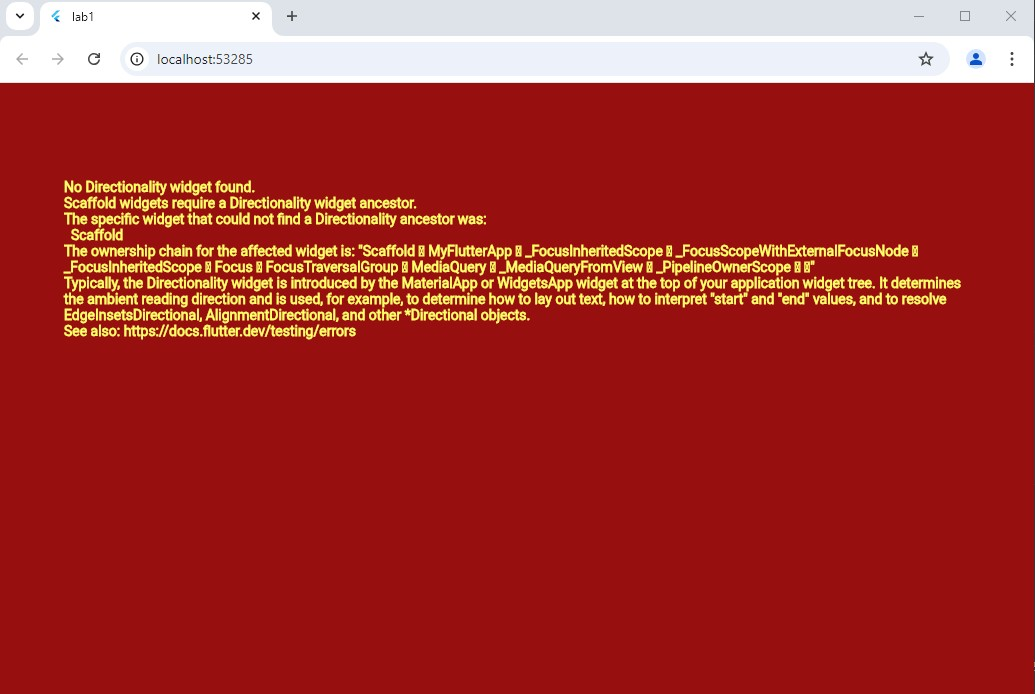 lab1
localhost:53285
No Directionality widget found.
Scaffold widgets require a Directionality widget ancestor.
The specific widget that could not find a Directionality ancestor was:
Scaffold
The ownership chain for the affected widget is: "Scaffold ▯ MyFlutterApp ▯ _FocusInheritedScope ▯ _FocusScopeWithExternalFocusNode ▯
_FocusInheritedScope ▯ Focus ▯ FocusTraversalGroup ▯ MediaQuery ▯ _MediaQueryFromView ▯ _PipelineOwnerScope ▯ ▯"
Typically, the Directionality widget is introduced by the MaterialApp or WidgetsApp widget at the top of your application widget tree. It determines
the ambient reading direction and is used, for example, to determine how to lay out text, how to interpret "start" and "end" values, and to resolve
EdgeInsetsDirectional, AlignmentDirectional, and other *Directional objects.
See also: https://docs.flutter.dev/testing/errors